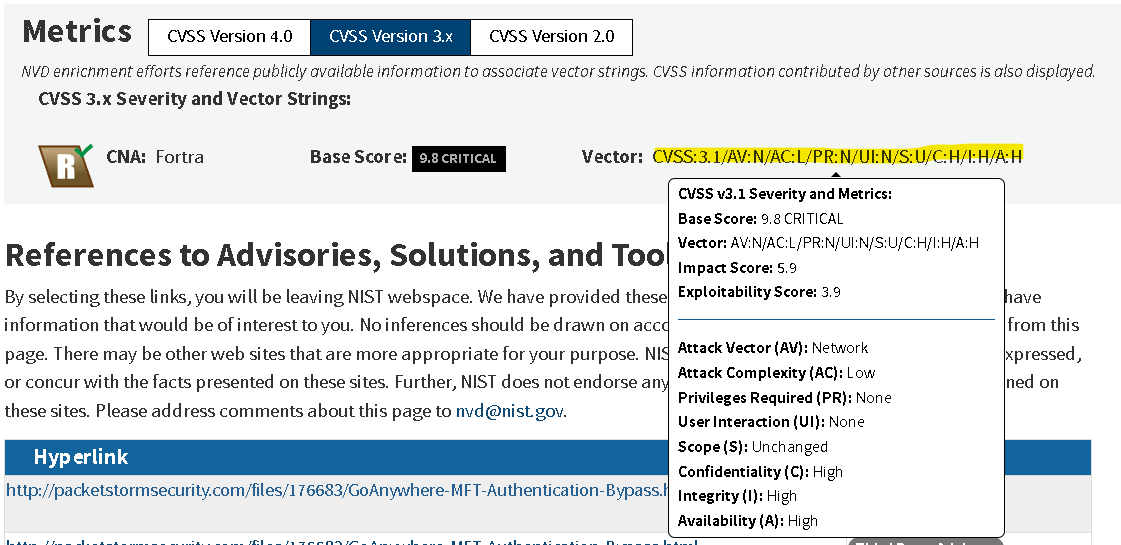 Metrics CVSS Version 4.0 CVSS Version 3.x CVSS Version 2.0
NVD enrichment efforts reference publicly available information to associate vector strings. CVSS information contributed by other sources is also displayed.
CVSS 3.x Severity and Vector Strings:
R CNA: Fortra Base Score: 9.8 CRITICAL Vector: CVSS:3.1/AV:N/AC:L/PR:N/UI:N/S:U/C:H/I:H/A:H
CVSS v3.1 Severity and Metrics:
Base Score: 9.8 CRITICAL
Vector: AV:N/AC:L/PR:N/UI:N/S:U/C:H/I:H/A:H
Impact Score: 5.9
Exploitability Score: 3.9
Attack Vector (AV): Network
Attack Complexity (AC): Low
Privileges Required (PR): None
User Interaction (UI): None
Scope (S): Unchanged
Confidentiality (C): High
Integrity (I): High
Availability (A): High
References to Advisories, Solutions, and Tool
By selecting these links, you will be leaving NIST webspace. We have provided these have
information that would be of interest to you. No inferences should be drawn on acco from this
page. There may be other web sites that are more appropriate for your purpose. NIS xpressed,
or concur with the facts presented on these sites. Further, NIST does not endorse any ned on
these sites. Please address comments about this page to nvd@nist.gov.
Hyperlink
http://packetstormsecurity.com/files/176683/GoAnywhere-MFT-Authentication-Bypass.h